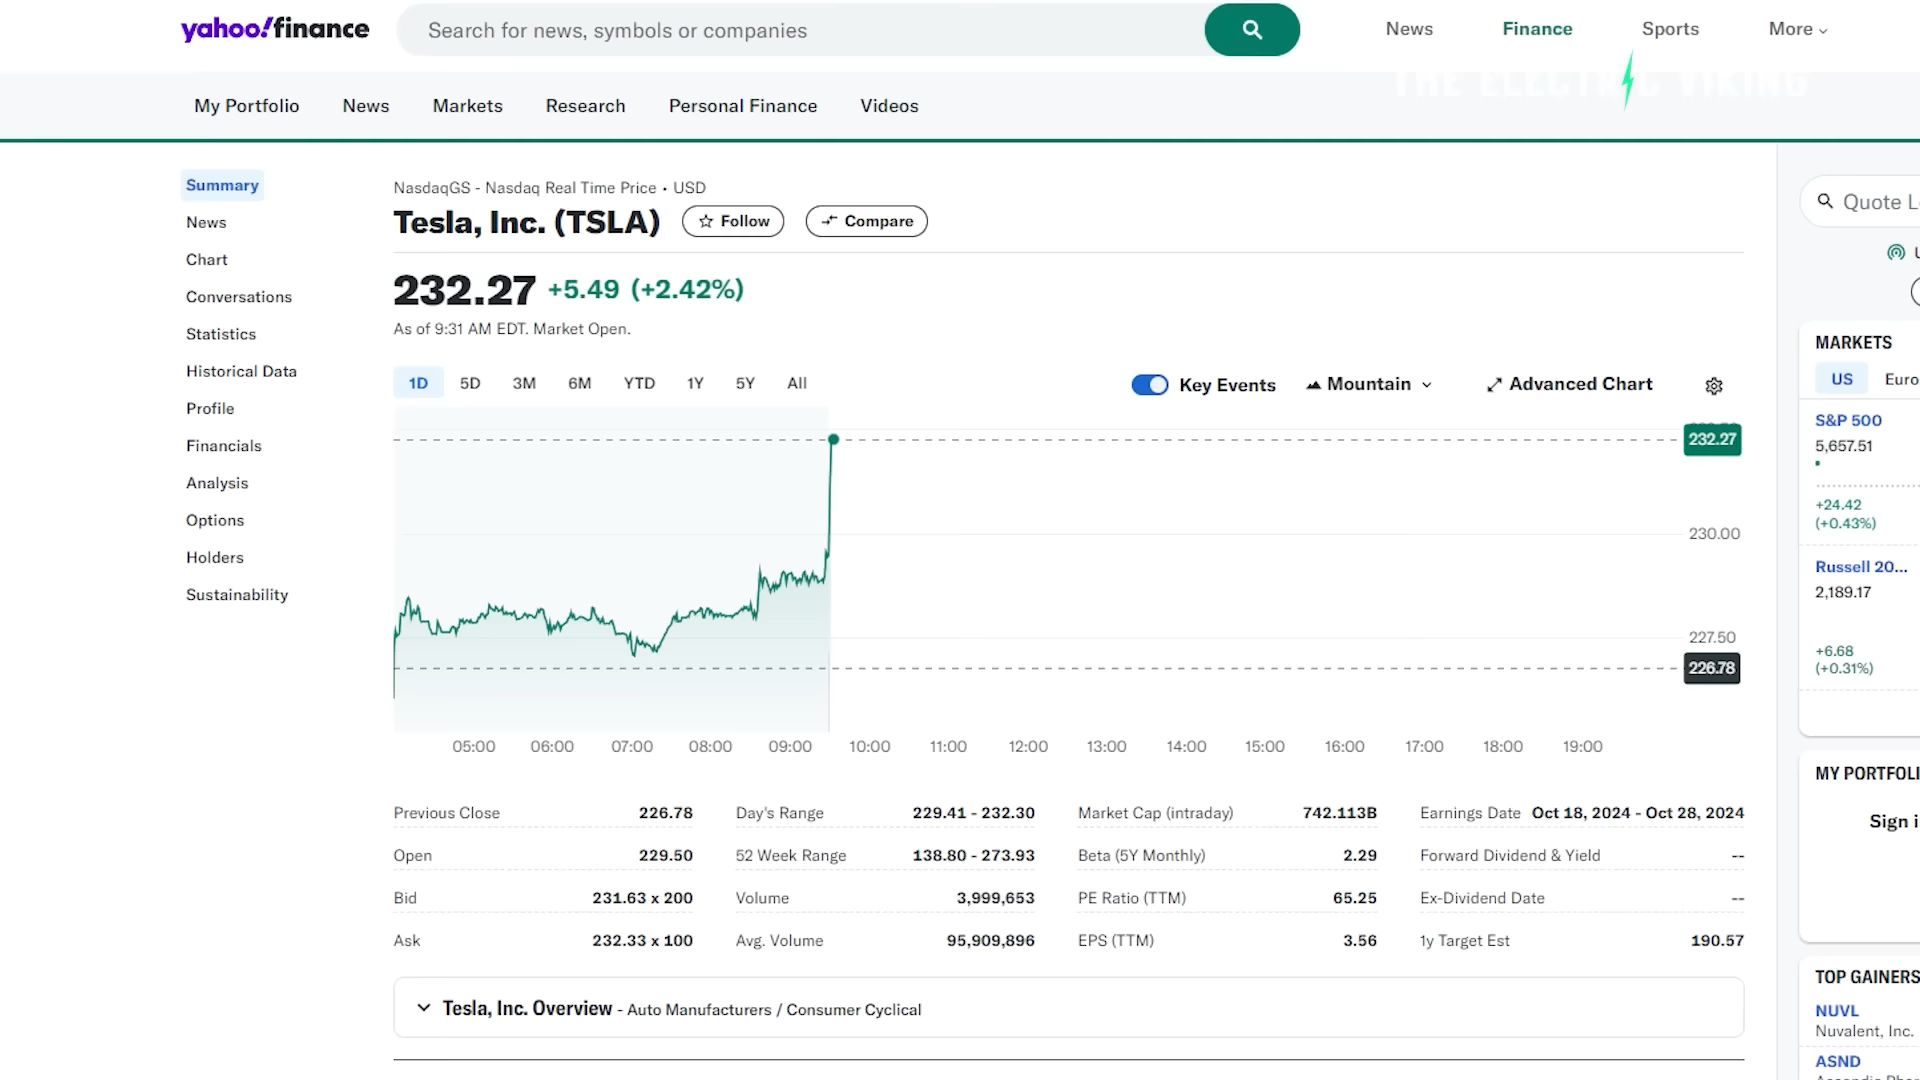 yahoo!finance
Search for news, symbols or companies
News Finance Sports More
THE ELECTRIC VIKING
My Portfolio News Markets Research Personal Finance Videos
Summary
News
Chart
Conversations
Statistics
Historical Data
Profile
Financials
Analysis
Options
Holders
Sustainability
NasdaqGS - Nasdaq Real Time Price • USD
Tesla, Inc. (TSLA) Follow Compare
232.27 +5.49 (+2.42%)
As of 9:31 AM EDT. Market Open.
1D 5D 3M 6M YTD 1Y 5Y All Key Events Mountain Advanced Chart
232.27
230.00
227.50
226.78
05:00 06:00 07:00 08:00 09:00 10:00 11:00 12:00 13:00 14:00 15:00 16:00 17:00 18:00 19:00
Previous Close 226.78 Day's Range 229.41 - 232.30 Market Cap (intraday) 742.113B Earnings Date Oct 18, 2024 - Oct 28, 2024
Open 229.50 52 Week Range 138.80 - 273.93 Beta (5Y Monthly) 2.29 Forward Dividend & Yield --
Bid 231.63 x 200 Volume 3,999,653 PE Ratio (TTM) 65.25 Ex-Dividend Date --
Ask 232.33 x 100 Avg. Volume 95,909,896 EPS (TTM) 3.56 1y Target Est 190.57
Tesla, Inc. Overview - Auto Manufacturers / Consumer Cyclical
Quote L
MARKETS
US Euro
S&P 500
5,657.51
+24.42
(+0.43%)
Russell 20...
2,189.17
+6.68
(+0.31%)
MY PORTFOLI
Sign i
TOP GAINERS
NUVL
Nuvalent, Inc.
ASND